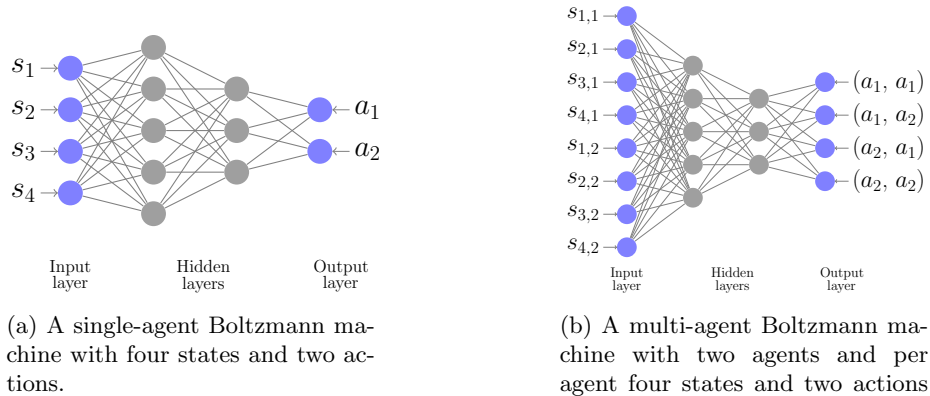 s1
s2
s3
s4
a1
a2
Input
layer
Hidden
layers
Output
layer
(a) A single-agent Boltzmann ma-
chine with four states and two ac-
tions.
s1,1
s2,1
s3,1
s4,1
s1,2
s2,2
s3,2
s4,2
(a1, a1)
(a1, a2)
(a2, a1)
(a2, a2)
Input
layer
Hidden
layers
Output
layer
(b) A multi-agent Boltzmann ma-
chine with two agents and per
agent four states and two actions